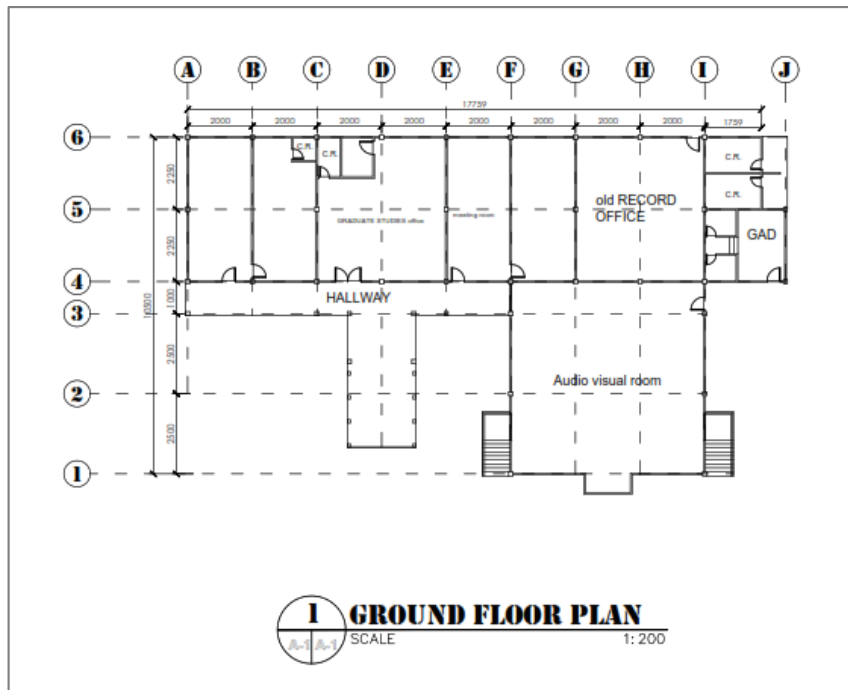 A B C D E F G H I J
17759
2000 2000 2000 2000 2000 2000 2000 2000 1759
6
C.R.
C.R.
C.R.
2250
C.R.
old RECORD
OFFICE
5
GRADUATE STUDIES office
meeting room
GAD
2250
4
HALLWAY
1000
10500
3
2500
Audio visual room
2
2500
1
1 GROUND FLOOR PLAN
A-1 A-1 SCALE 1:200